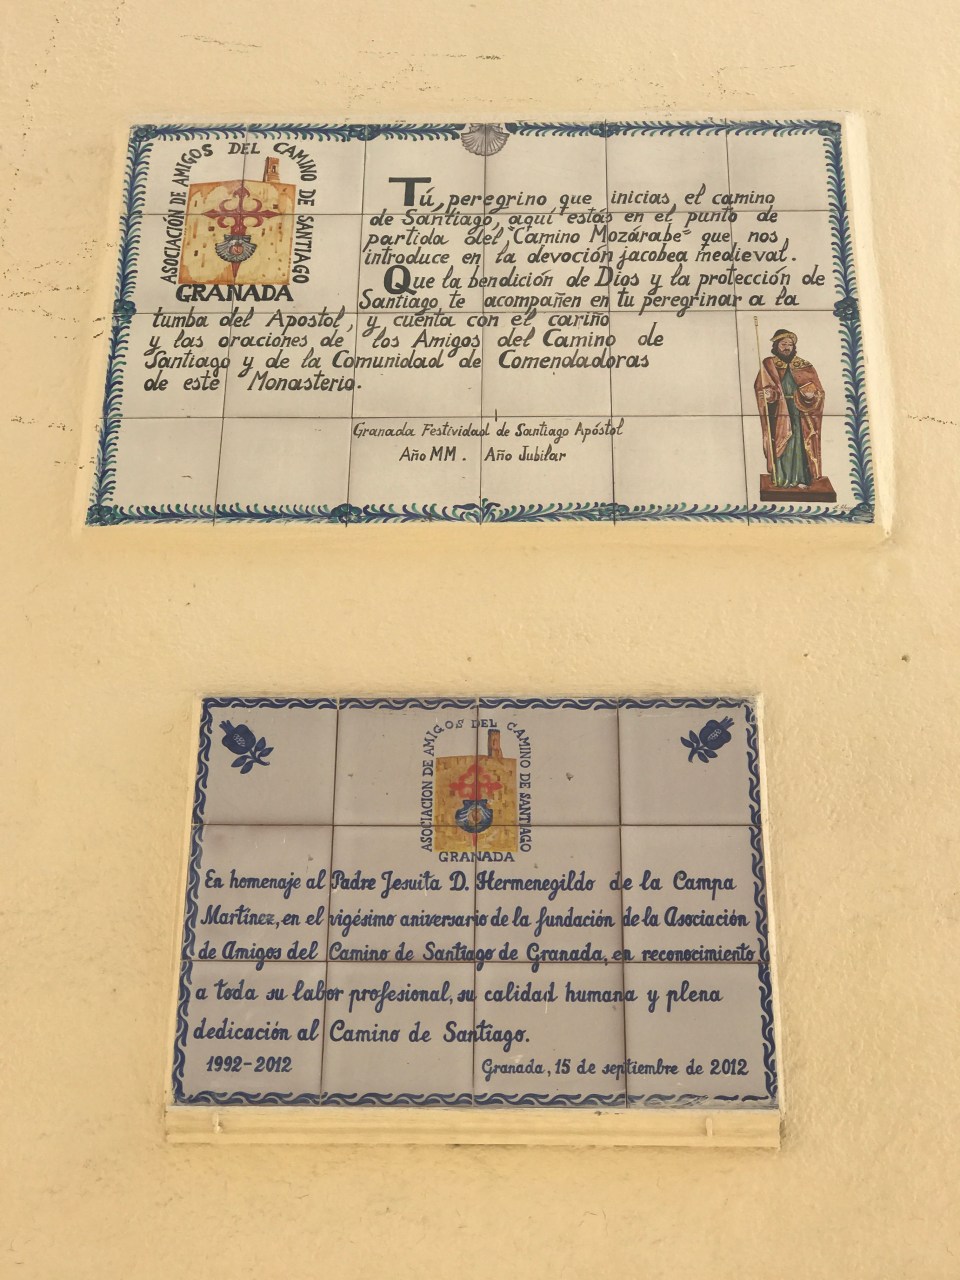 ASOCIACIÓN DE AMIGOS DEL CAMINO DE SANTIAGO
GRANADA
Tú, peregrino que inicias, el camino
de Santiago, aquí estás en el punto de
partida del "Camino Mozárabe" que nos
introduce en la devoción jacobea medieval.
Que la bendición de Dios y la protección de
Santiago te acompañen en tu peregrinar a la
tumba del Apostol, y cuenta con el cariño
y las oraciones de los Amigos del Camino de
Santiago y de la Comunidad de Comendadoras
de este Monasterio.
Granada Festividad de Santiago Apóstol
Año MM. Año Jubilar
ASOCIACION DE AMIGOS DEL CAMINO DE SANTIAGO
GRANADA
En homenaje al Padre Jesuita D. Hermenegildo de la Campa
Martínez, en el vigésimo aniversario de la fundación de la Asociación
de Amigos del Camino de Santiago de Granada, en reconocimiento
a toda su labor profesional, su calidad humana y plena
dedicación al Camino de Santiago.
1992-2012
Granada, 15 de septiembre de 2012